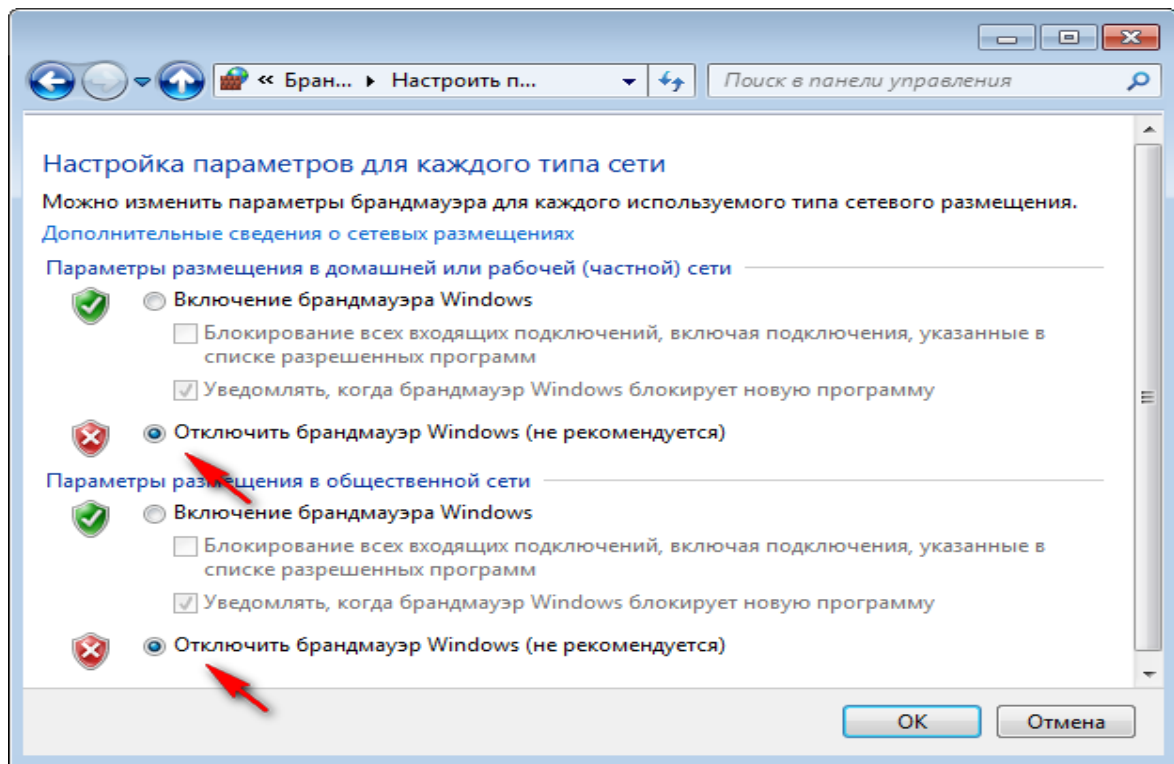 « Бран... ▸ Настроить п...
Поиск в панели управления
Настройка параметров для каждого типа сети
Можно изменить параметры брандмауэра для каждого используемого типа сетевого размещения.
Дополнительные сведения о сетевых размещениях
Параметры размещения в домашней или рабочей (частной) сети
Включение брандмауэра Windows
Блокирование всех входящих подключений, включая подключения, указанные в
списке разрешенных программ
Уведомлять, когда брандмауэр Windows блокирует новую программу
Отключить брандмауэр Windows (не рекомендуется)
Параметры размещения в общественной сети
Включение брандмауэра Windows
Блокирование всех входящих подключений, включая подключения, указанные в
списке разрешенных программ
Уведомлять, когда брандмауэр Windows блокирует новую программу
Отключить брандмауэр Windows (не рекомендуется)
ОК
Отмена